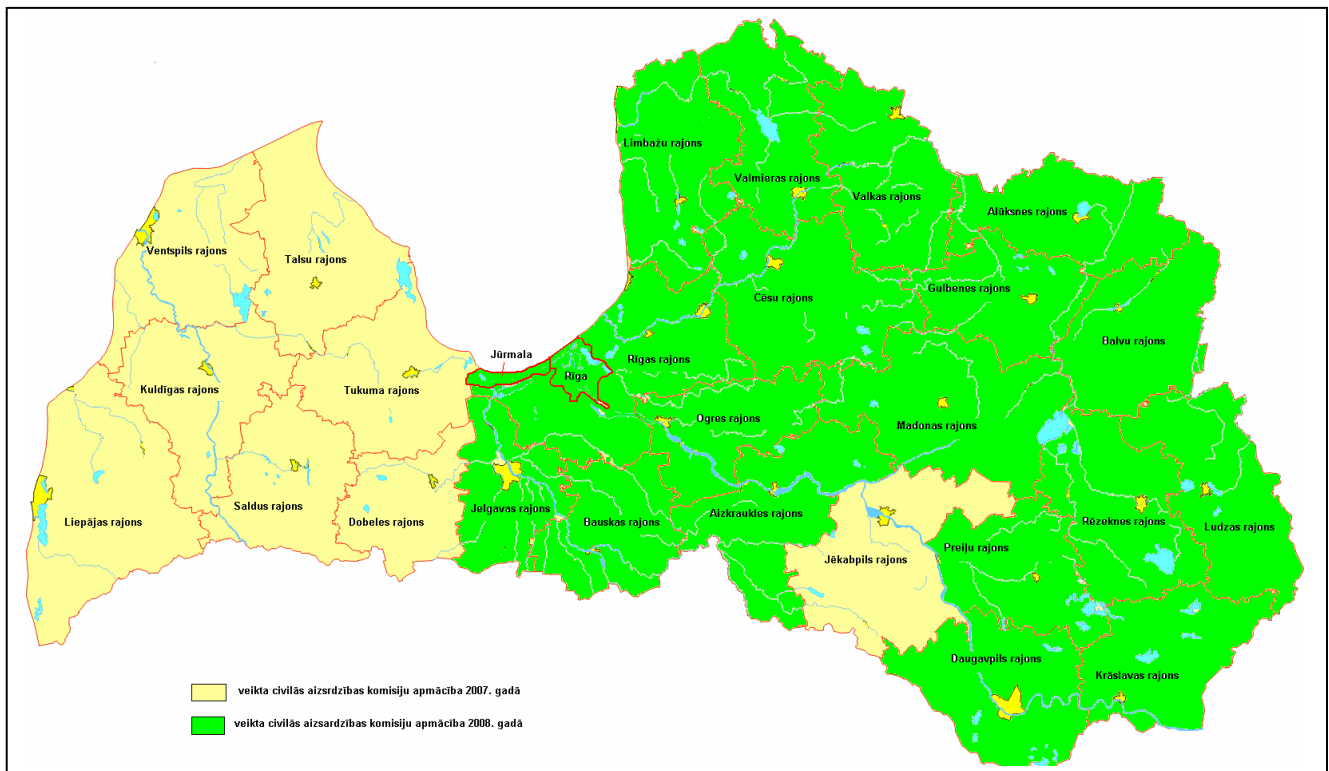 Limbažu rajons
Valmieras rajons
Valkas rajons
Alūksnes rajons
Ventspils rajons
Talsu rajons
Gulbenes rajons
Cēsu rajons
Balvu rajons
Jūrmala
Rīgas rajons
Rīga
Kuldīgas rajons
Tukuma rajons
Ogres rajons
Madonas rajons
Saldus rajons
Jelgavas rajons
Aizkraukles rajons
Liepājas rajons
Dobeles rajons
Bauskas rajons
Rēzeknes rajons
Ludzas rajons
Preiļu rajons
Jēkabpils rajons
Daugavpils rajons
Krāslavas rajons
veikta civilās aizsrdzības komisiju apmācība 2007. gadā
veikta civilās aizsardzības komisiju apmācība 2008. gadā